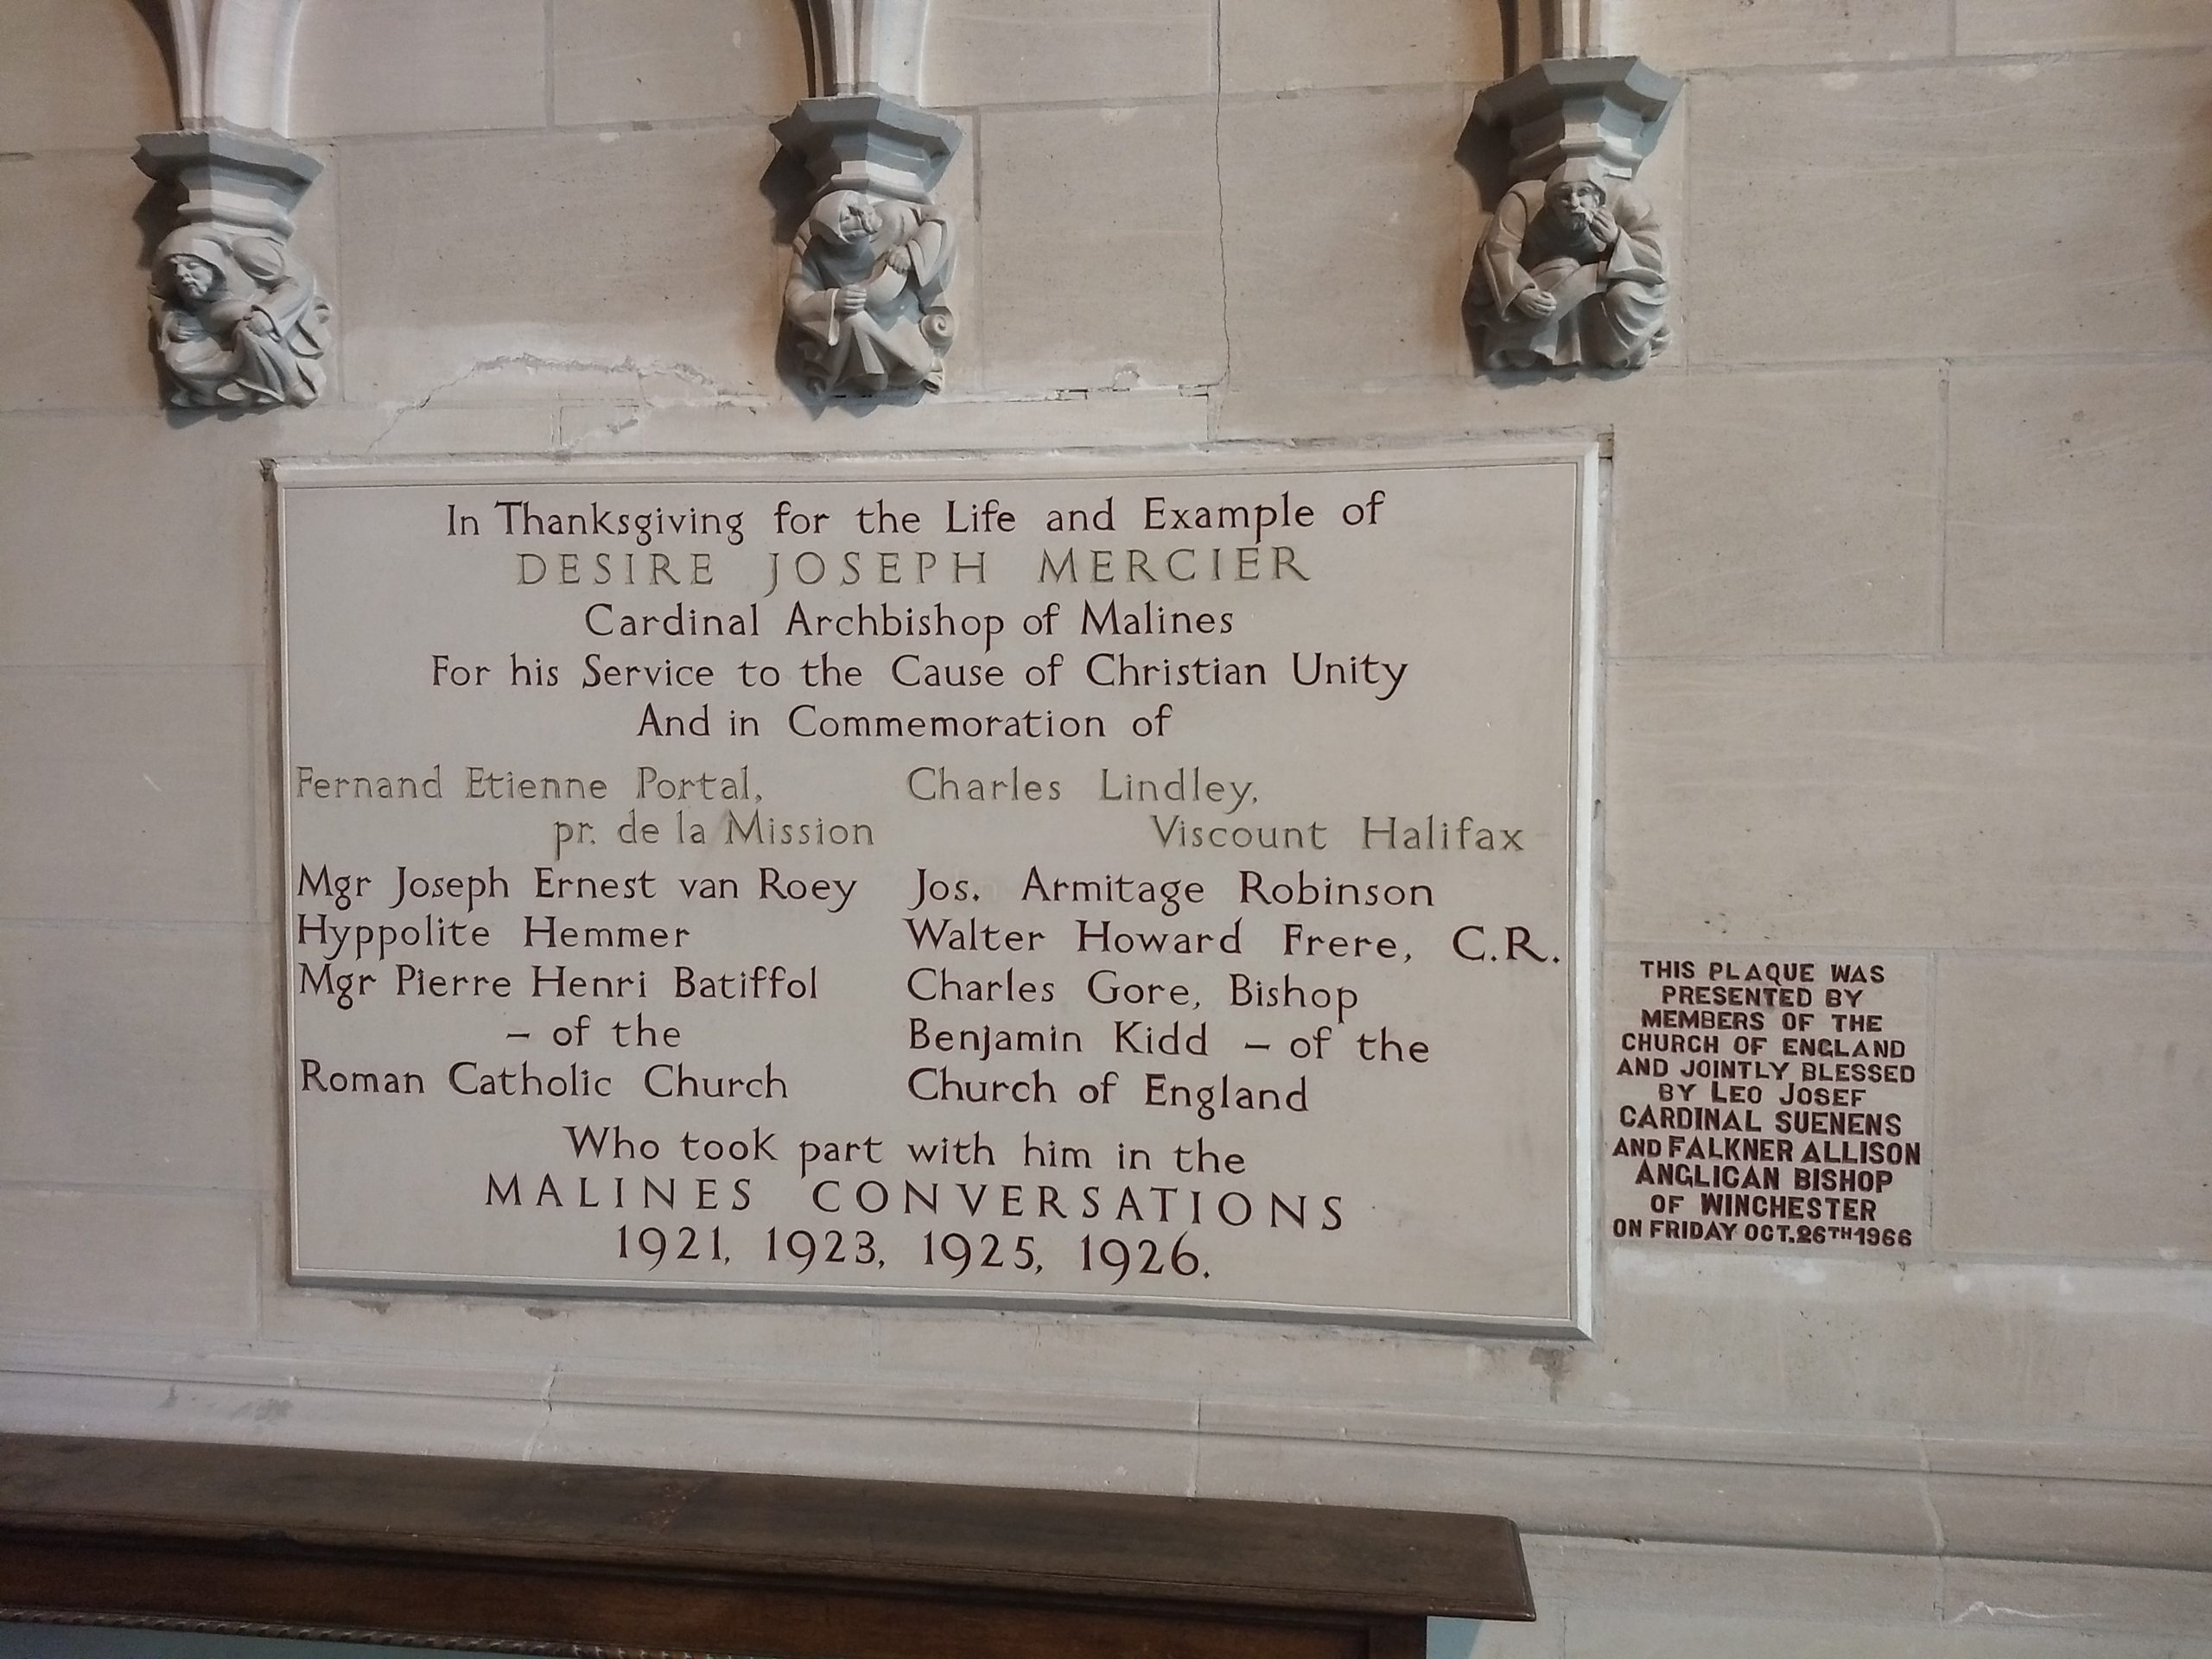 In Thanksgiving for the Life and Example of
DESIRE JOSEPH MERCIER
Cardinal Archbishop of Malines
For his Service to the Cause of Christian Unity
And in Commemoration of
Fernand Etienne Portal,
pr. de la Mission
Mgr Joseph Ernest van Roey
Hyppolite Hemmer
Mgr Pierre Henri Batiffol
– of the
Roman Catholic Church
Charles Lindley,
Viscount Halifax
Jos. Armitage Robinson
Walter Howard Frere, C.R.
Charles Gore, Bishop
Benjamin Kidd – of the
Church of England
Who took part with him in the
MALINES CONVERSATIONS
1921, 1923, 1925, 1926.
THIS PLAQUE WAS
PRESENTED BY
MEMBERS OF THE
CHURCH OF ENGLAND
AND JOINTLY BLESSED
BY LEO JOSEF
CARDINAL SUENENS
AND FALKNER ALLISON
ANGLICAN BISHOP
OF WINCHESTER
ON FRIDAY OCT. 26TH 1966